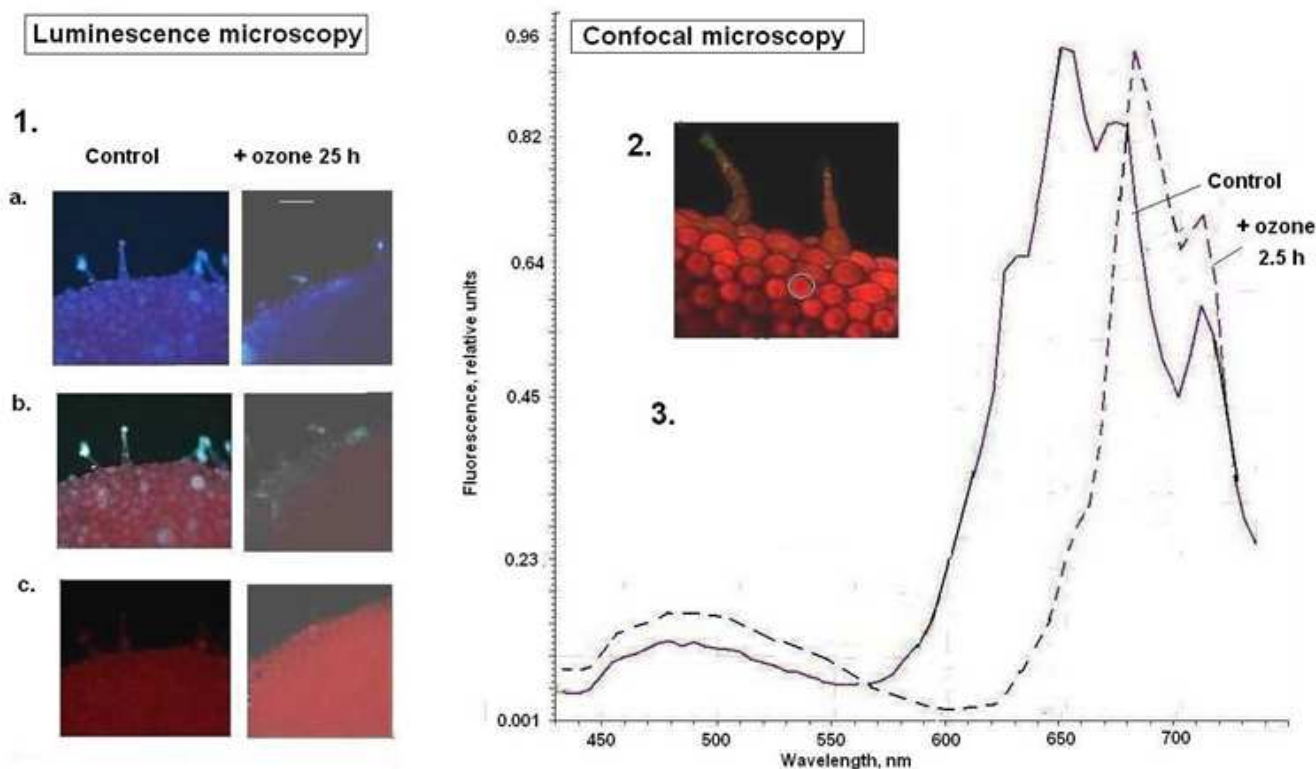 Luminescence microscopy
1.
Control
+ ozone 25 h
a.
b.
c.
Confocal microscopy
2.
3.
Control
+ ozone
2.5 h
Fluorescence, relative units
0.96
0.82
0.64
0.45
0.23
0.001
450
500
550
600
650
700
Wavelength, nm